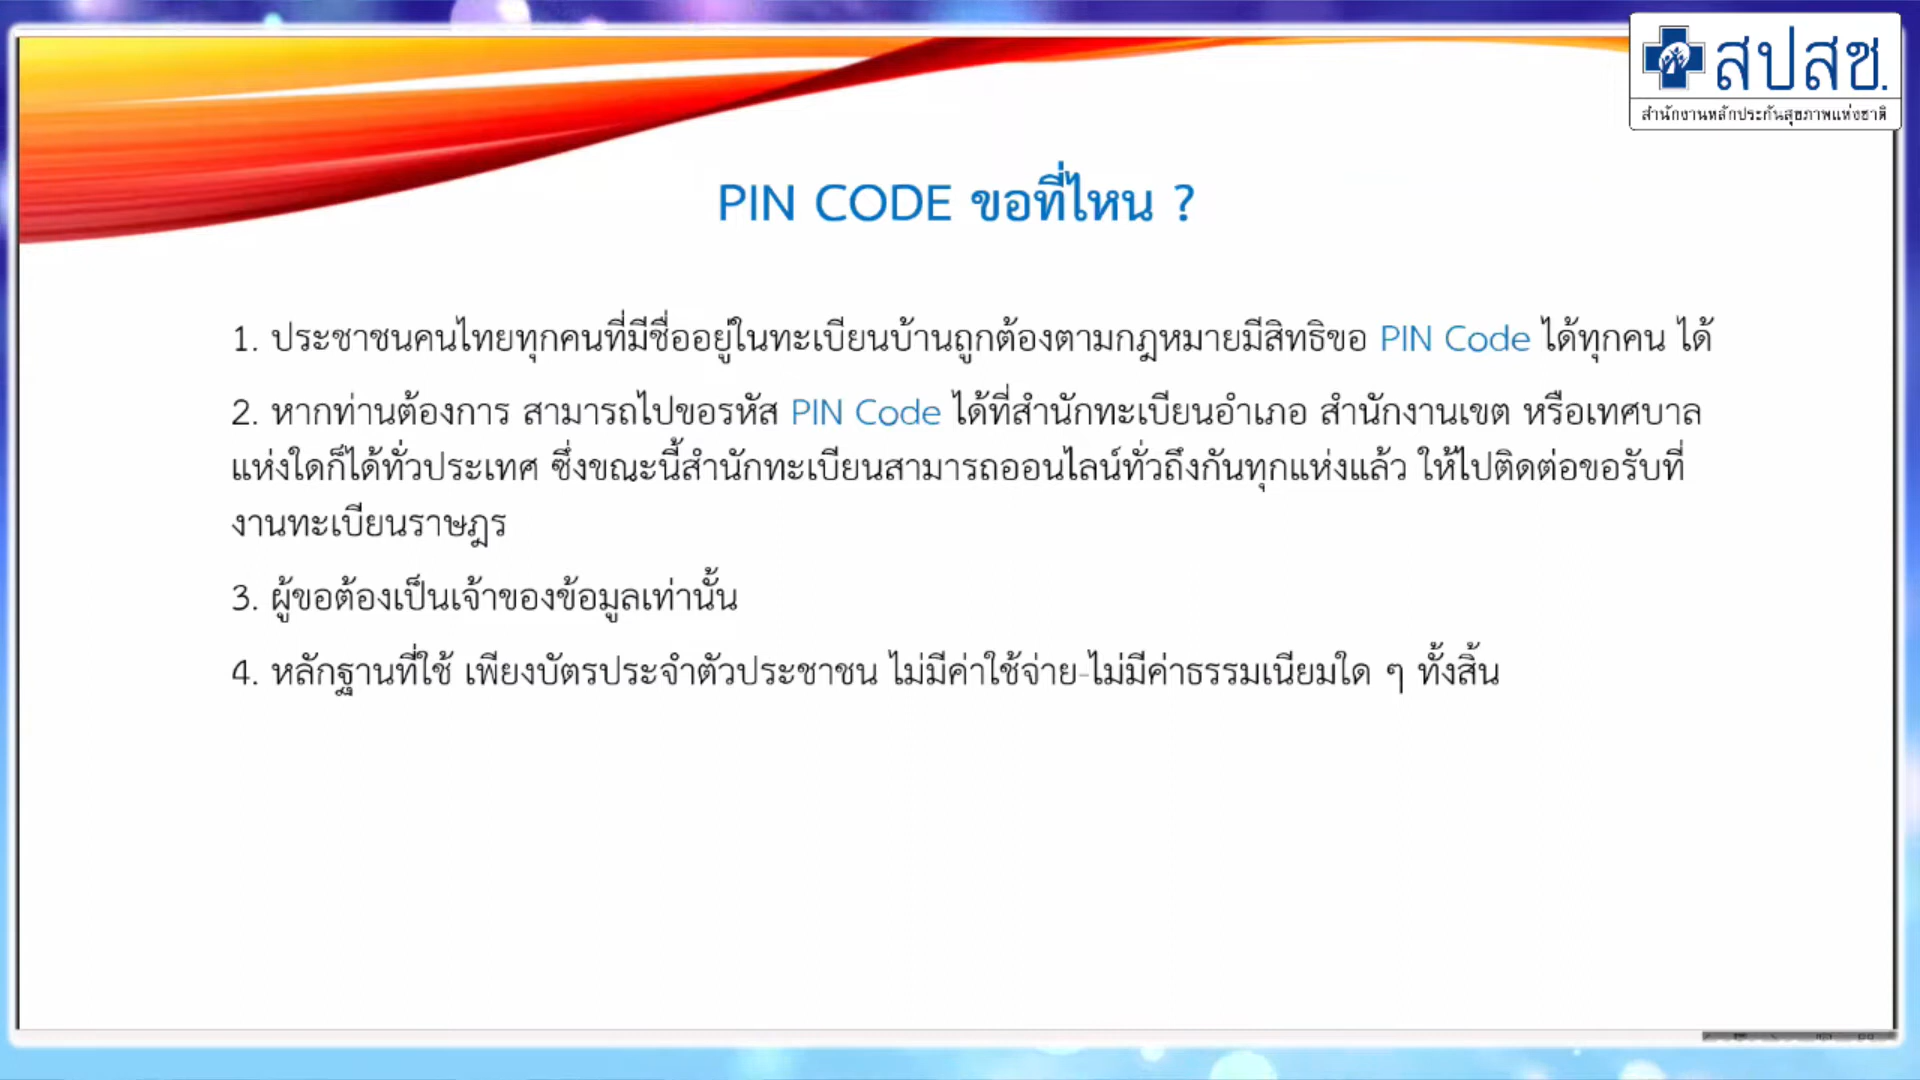 สปสช.
สำนักงานหลักประกันสุขภาพแห่งชาติ
PIN CODE ขอที่ไหน ?
1. ประชาชนคนไทยทุกคนที่มีชื่ออยู่ในทะเบียนบ้านถูกต้องตามกฎหมายมีสิทธิขอ PIN Code ได้ทุกคน ได้
2. หากท่านต้องการ สามารถไปขอรหัส PIN Code ได้ที่สำนักทะเบียนอำเภอ สำนักงานเขต หรือเทศบาล
แห่งใดก็ได้ทั่วประเทศ ซึ่งขณะนี้สำนักทะเบียนสามารถออนไลน์ทั่วถึงกันทุกแห่งแล้ว ให้ไปติดต่อขอรับที่
งานทะเบียนราษฎร
3. ผู้ขอต้องเป็นเจ้าของข้อมูลเท่านั้น
4. หลักฐานที่ใช้ เพียงบัตรประจำตัวประชาชน ไม่มีค่าใช้จ่าย-ไม่มีค่าธรรมเนียมใด ๆ ทั้งสิ้น